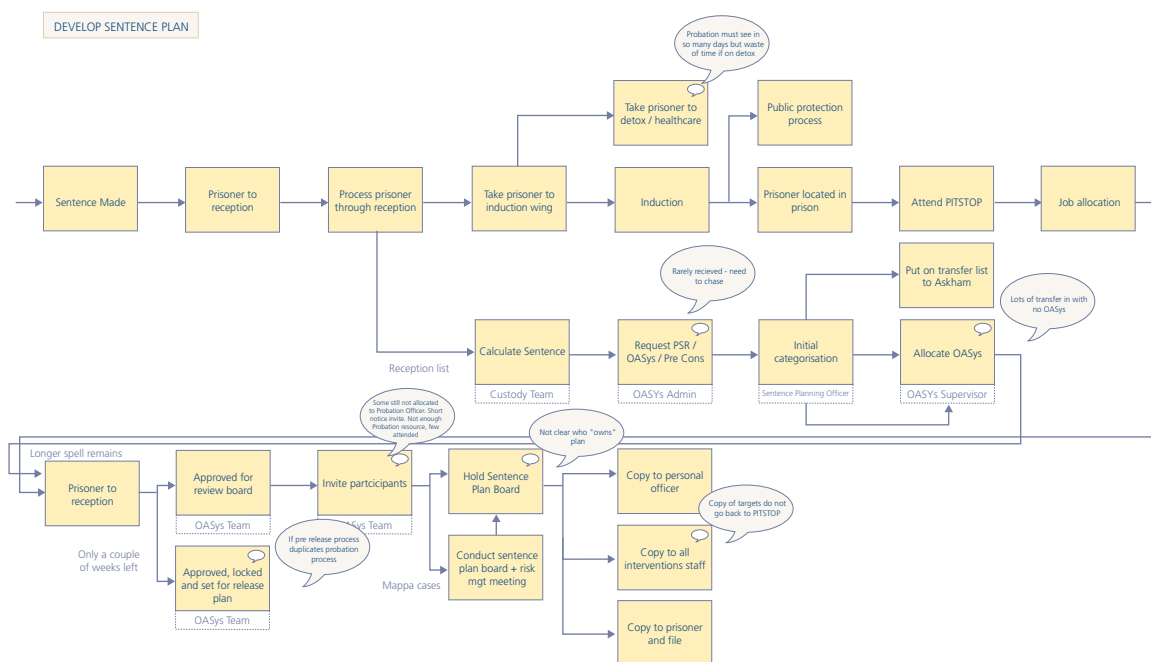 DEVELOP SENTENCE PLAN
Probation must see in
so many days but waste
of time if on detox
Take prisoner to
detox / healthcare
Public protection
process
Sentence Made
Prisoner to
reception
Process prisoner
through reception
Take prisoner to
induction wing
Induction
Prisoner located in
prison
Attend PITSTOP
Job allocation
Rarely recieved - need
to chase
Put on transfer list
to Askham
Lots of transfer in with
no OASys
Reception list
Calculate Sentence
Custody Team
Request PSR /
OASys / Pre Cons
OASYs Admin
Initial
categorisation
Sentence Planning Officer
Allocate OASys
OASYs Supervisor
Some still not allocated
to Probation Officer. Short
notice invite. Not enough
Probation resource, few
attended
Not clear who "owns"
plan
Longer spell remains
Prisoner to
reception
Approved for
review board
OASys Team
Invite partcicipants
Sys Team
Hold Sentence
Plan Board
Copy to personal
officer
Copy of targets do not
go back to PITSTOP
If pre release process
duplicates probation
process
Only a couple
of weeks left
Approved, locked
and set for release
plan
OASys Team
Mappa cases
Conduct sentence
plan board + risk
mgt meeting
Copy to all
interventions staff
Copy to prisoner
and file